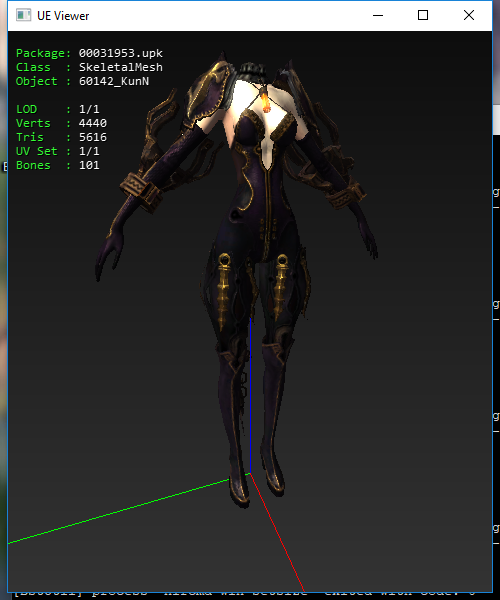 UE Viewer
Package: 00031953.upk
Class : SkeletalMesh
Object : 60142_KunN
LOD : 1/1
Verts : 4440
Tris : 5616
UV Set : 1/1
Bones : 101